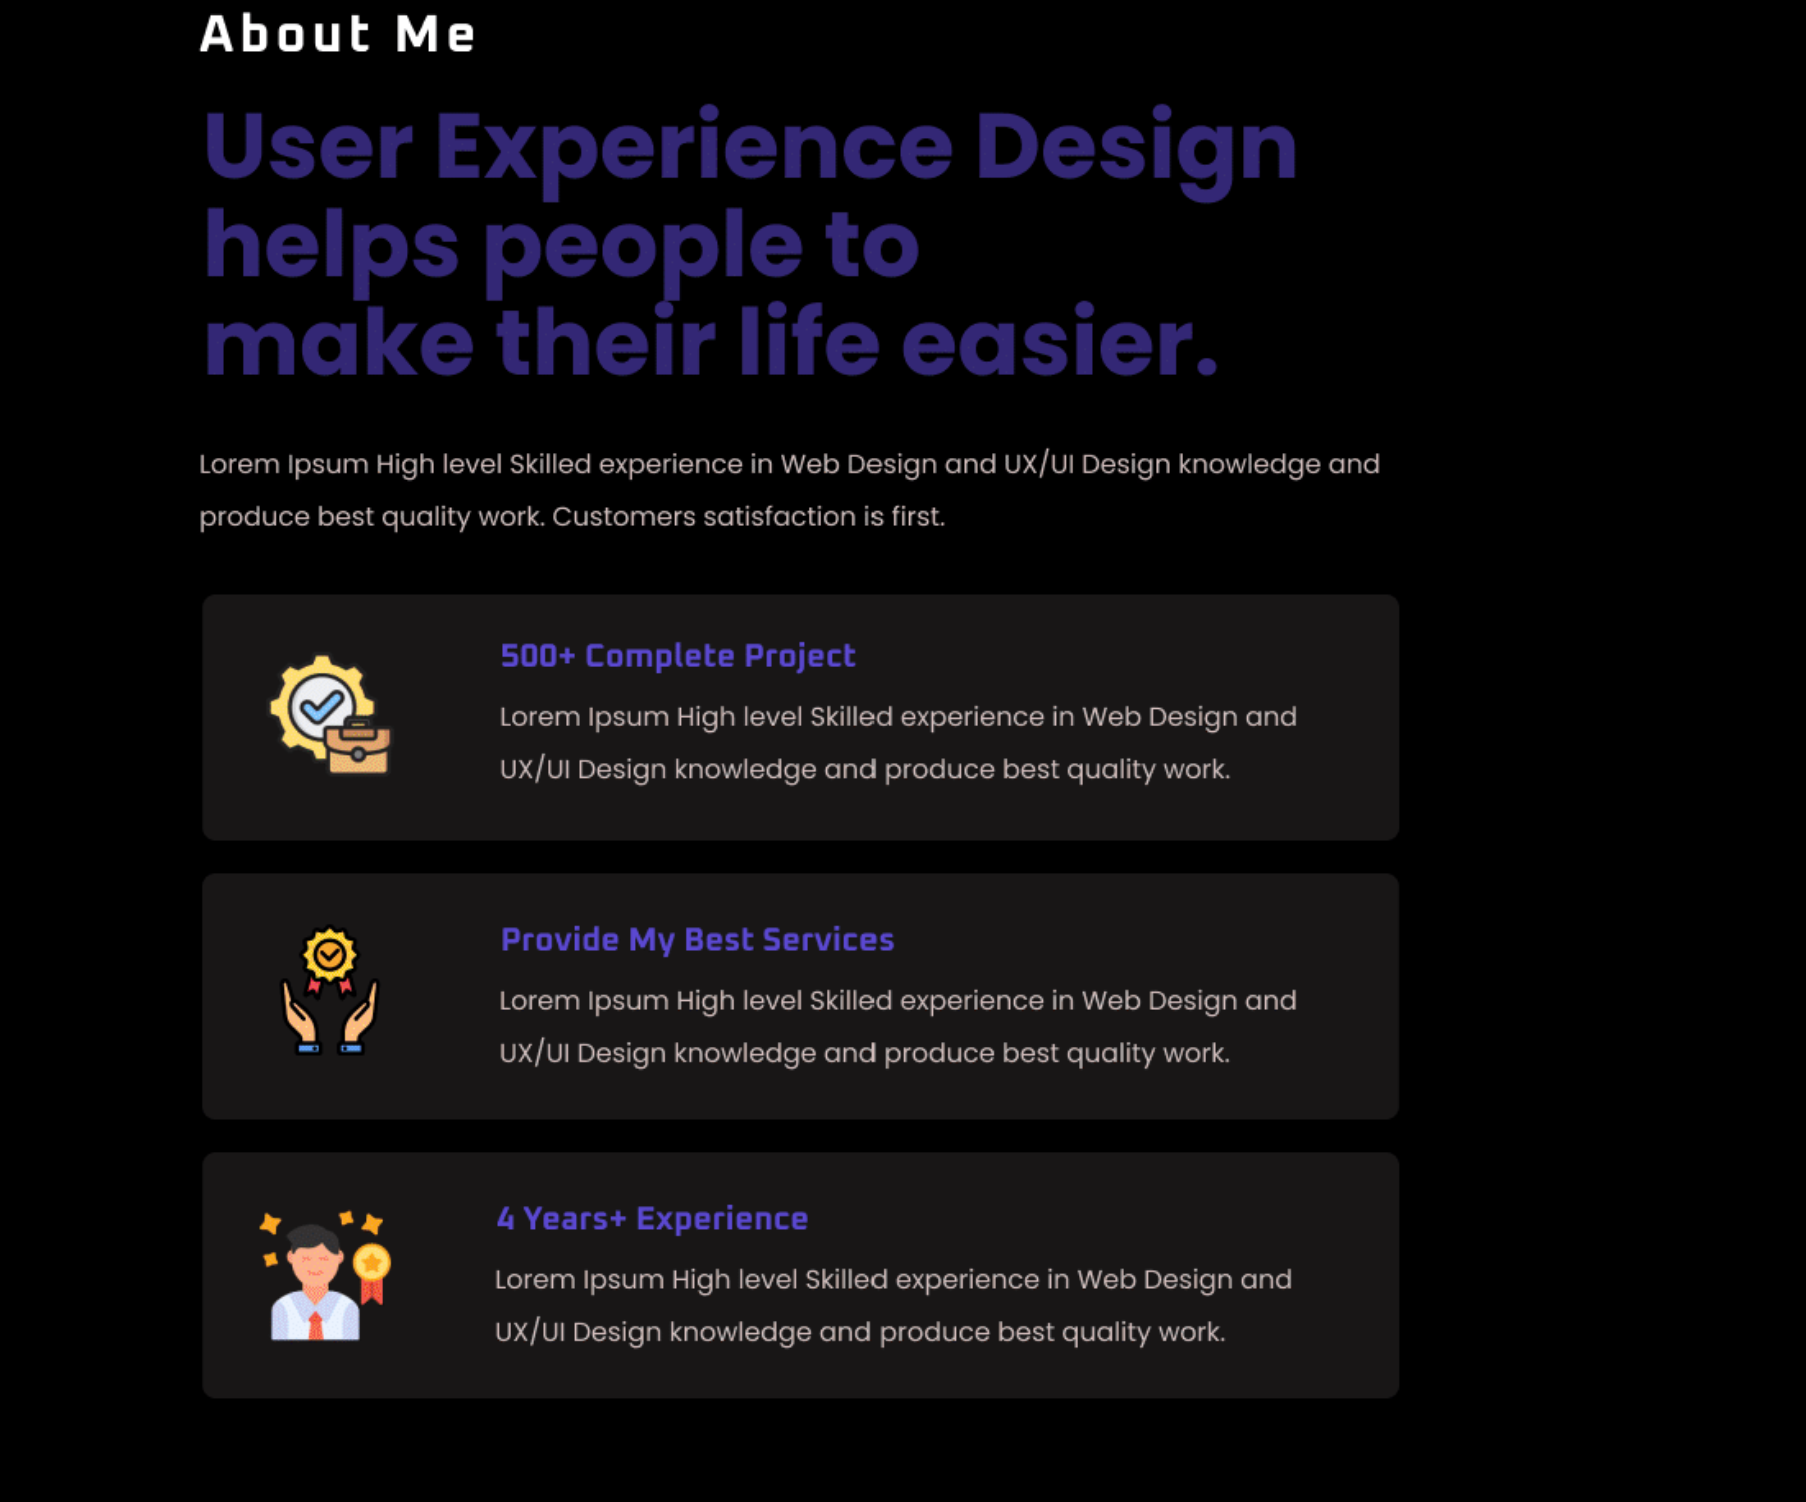 About Me
User Experience Design
helps people to
make their life easier.
Lorem Ipsum High level Skilled experience in Web Design and UX/UI Design knowledge and
produce best quality work. Customers satisfaction is first.
500+ Complete Project
Lorem Ipsum High level Skilled experience in Web Design and
UX/UI Design knowledge and produce best quality work.
Provide My Best Services
Lorem Ipsum High level Skilled experience in Web Design and
UX/UI Design knowledge and produce best quality work.
4 Years+ Experience
Lorem Ipsum High level Skilled experience in Web Design and
UX/UI Design knowledge and produce best quality work.